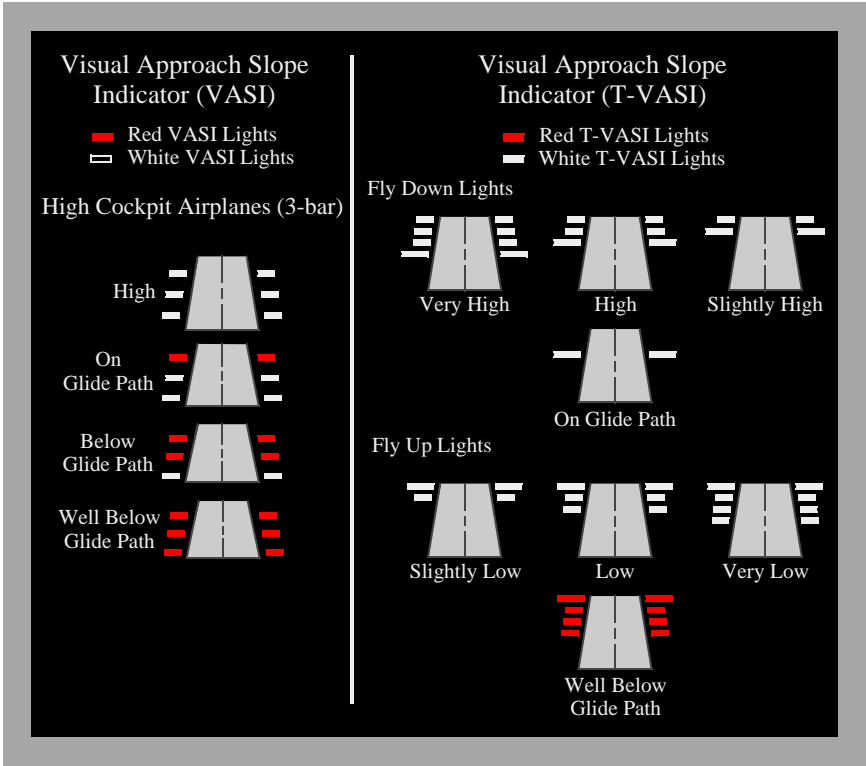 Visual Approach Slope
Indicator (VASI)
Red VASI Lights
White VASI Lights
High Cockpit Airplanes (3-bar)
High
On
Glide Path
Below
Glide Path
Well Below
Glide Path
Visual Approach Slope
Indicator (T-VASI)
Red T-VASI Lights
White T-VASI Lights
Fly Down Lights
Very High
High
Slightly High
On Glide Path
Fly Up Lights
Slightly Low
Low
Very Low
Well Below
Glide Path